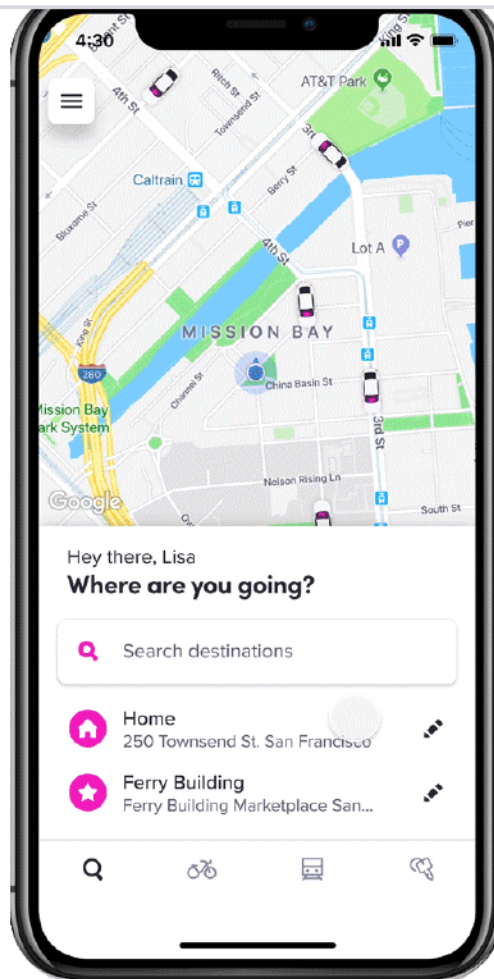 4:30
AT&T Park
Ritch St
Townsend St
4th St
3rd
Caltrain
Berry St
Bluxome St
4th St
Lot A
Pier
King St
MISSION BAY
280
Channel St
China Basin St
Mission Bay
ark System
3rd St
Nelson Rising Ln
Google
South St
Hey there, Lisa
Where are you going?
Search destinations
Home
250 Townsend St. San Francisco
Ferry Building
Ferry Building Marketplace San...